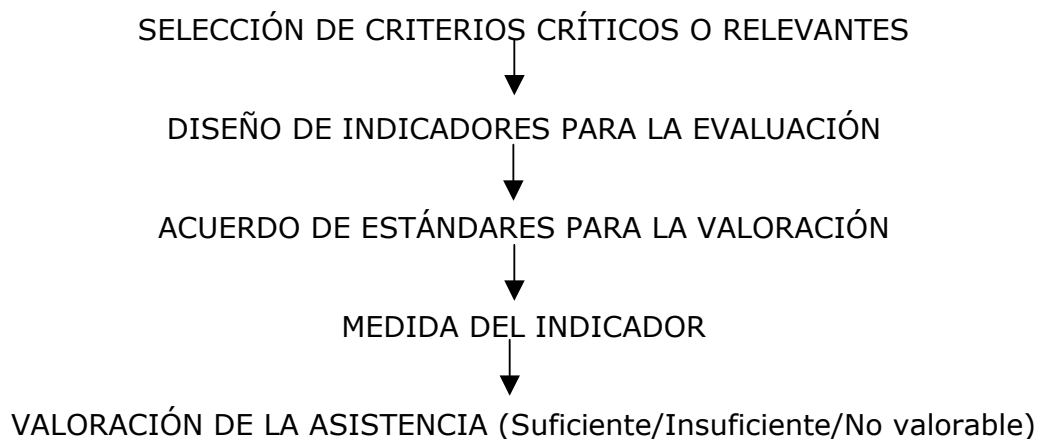 SELECCIÓN DE CRITERIOS CRÍTICOS O RELEVANTES
DISEÑO DE INDICADORES PARA LA EVALUACIÓN
ACUERDO DE ESTÁNDARES PARA LA VALORACIÓN
MEDIDA DEL INDICADOR
VALORACIÓN DE LA ASISTENCIA (Suficiente/Insuficiente/No valorable)